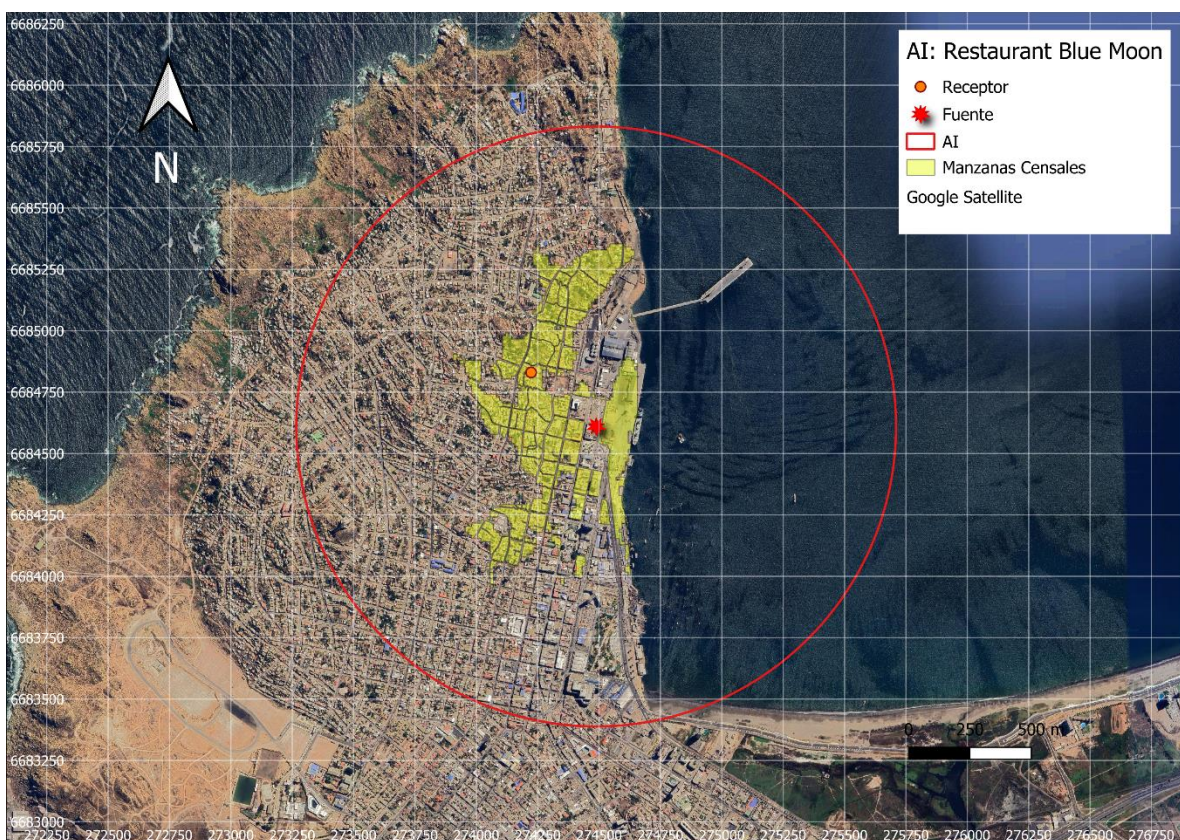 6686250
6686000
6685750
6685500
6685250
6685000
6684750
6684500
6684250
6684000
6683750
6683500
6683250
6683000
N
AI: Restaurant Blue Moon
Receptor
Fuente
AI
Manzanas Censales
Google Satellite
0 250 500 m
272250 272500 272750 273000 273250 273500 273750 274000 274250 274500 274750 275000 275250 275500 275750 276000 276250 276500 276750